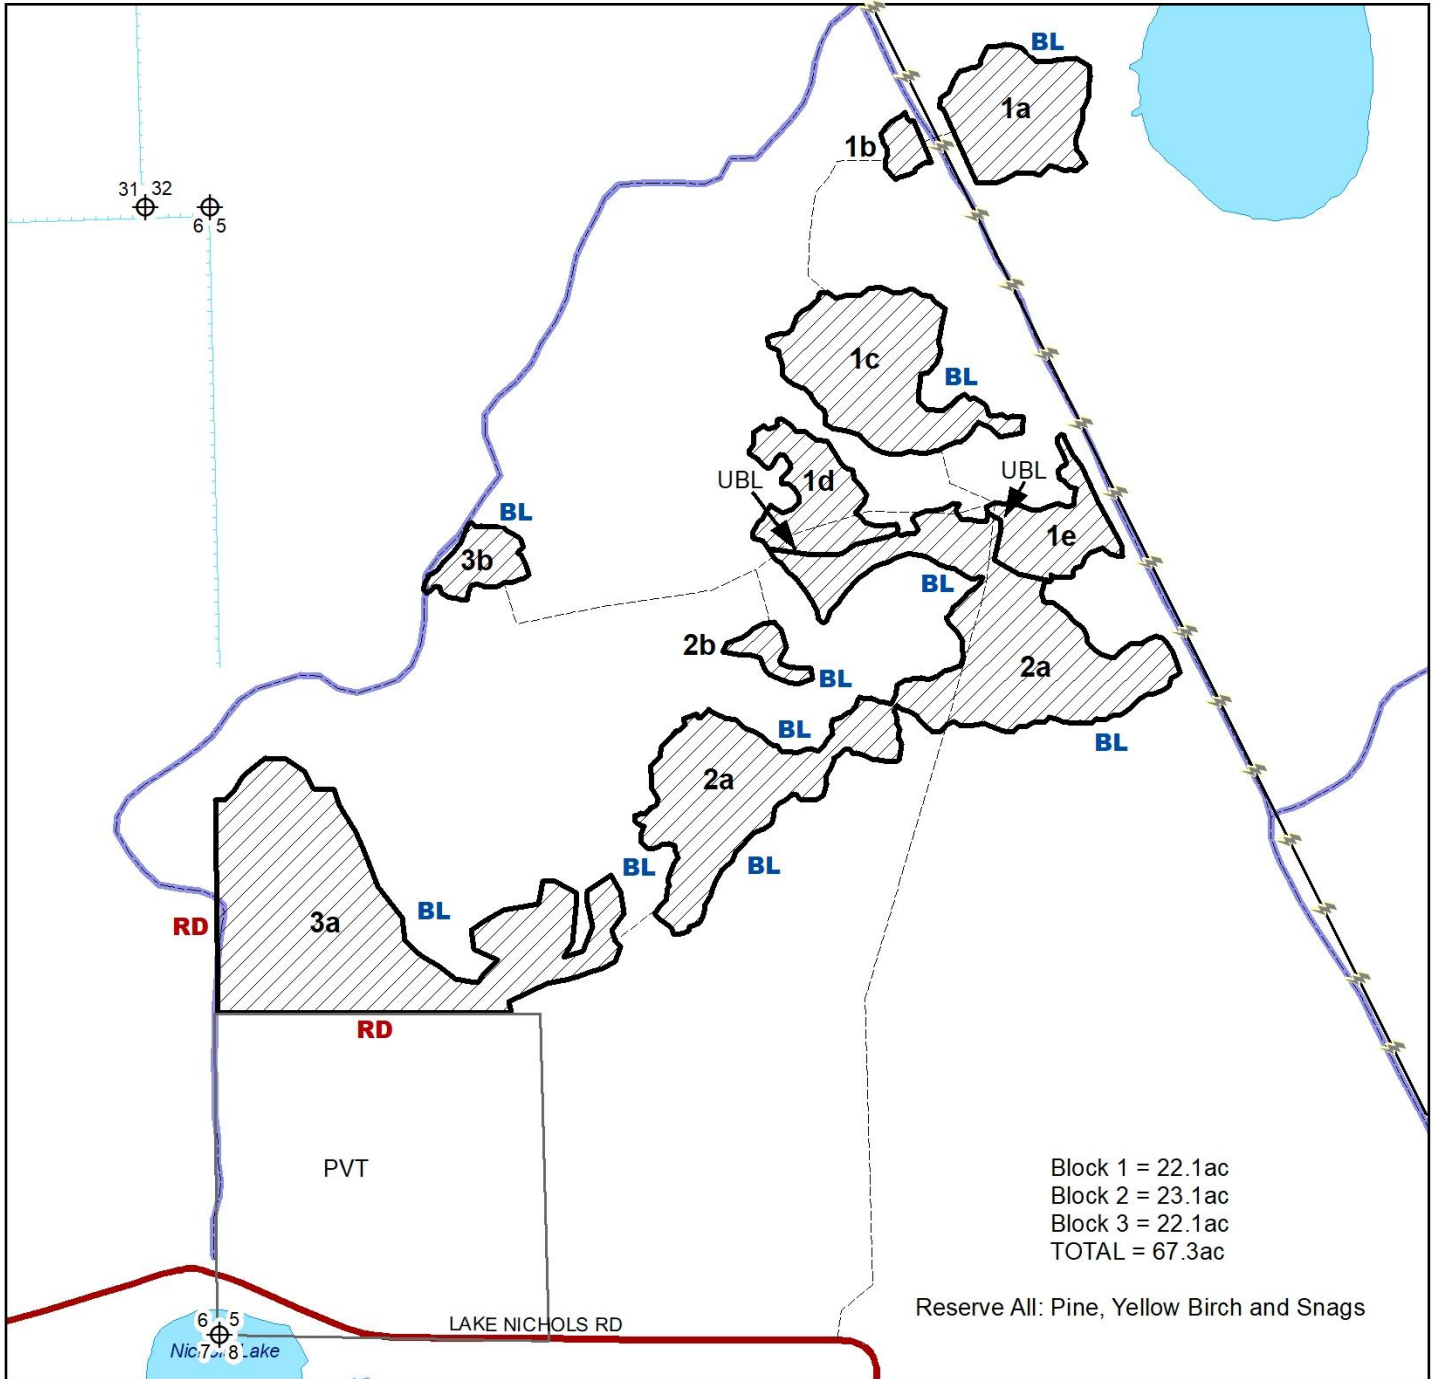 BL
1a
1b
31 32
6 5
1c
BL
UBL
1d
UBL
BL
1e
3b
BL
2b
BL
2a
BL
BL
2a
BL
BL
BL
3a
RD
RD
PVT
Block 1 = 22.1ac
Block 2 = 23.1ac
Block 3 = 22.1ac
TOTAL = 67.3ac
Reserve All: Pine, Yellow Birch and Snags
LAKE NICHOLS RD
6 5
7 8
Lake